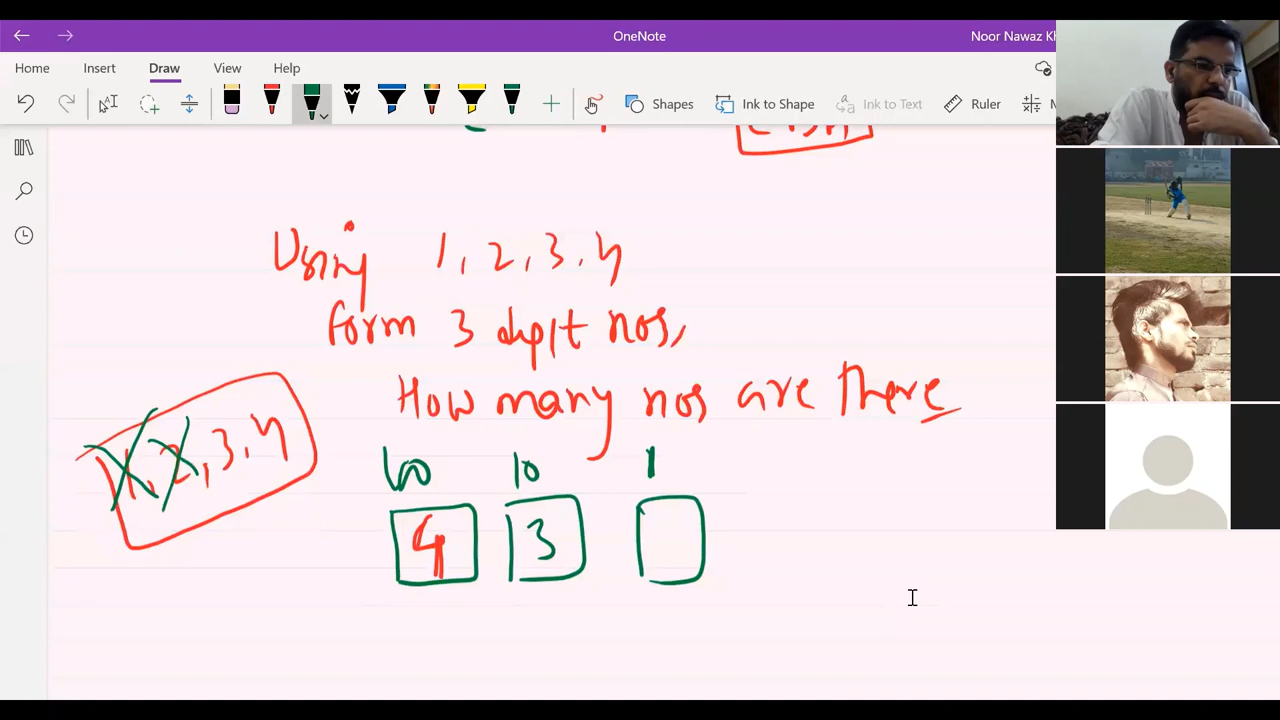 OneNote
Noor Nawaz Kh
Home Insert Draw View Help
Shapes Ink to Shape Ink to Text Ruler M
Using 1, 2, 3, 4
form 3 digit nos,
How many nos are there
1, 2, 3, 4
100 10 1
4 3